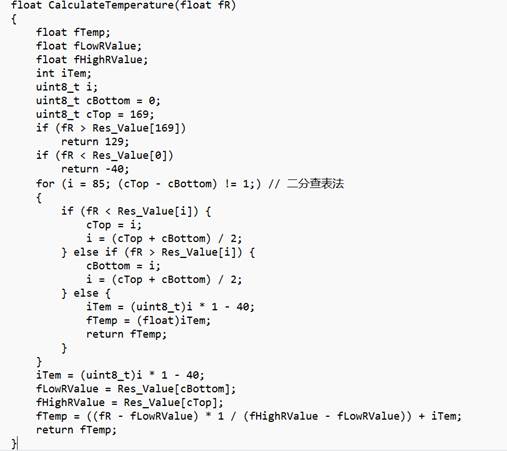 float CalculateTemperature(float fR)
{
    float fTemp;
    float fLowRValue;
    float fHighRValue;
    int iTem;
    uint8_t i;
    uint8_t cBottom = 0;
    uint8_t cTop = 169;
    if (fR > Res_Value[169])
        return 129;
    if (fR < Res_Value[0])
        return -40;
    for (i = 85; (cTop - cBottom) != 1;) // 二分查表法
    {
        if (fR < Res_Value[i]) {
            cTop = i;
            i = (cTop + cBottom) / 2;
        } else if (fR > Res_Value[i]) {
            cBottom = i;
            i = (cTop + cBottom) / 2;
        } else {
            iTem = (uint8_t)i * 1 - 40;
            fTemp = (float)iTem;
            return fTemp;
        }
    }
    iTem = (uint8_t)i * 1 - 40;
    fLowRValue = Res_Value[cBottom];
    fHighRValue = Res_Value[cTop];
    fTemp = ((fR - fLowRValue) * 1 / (fHighRValue - fLowRValue)) + iTem;
    return fTemp;
}